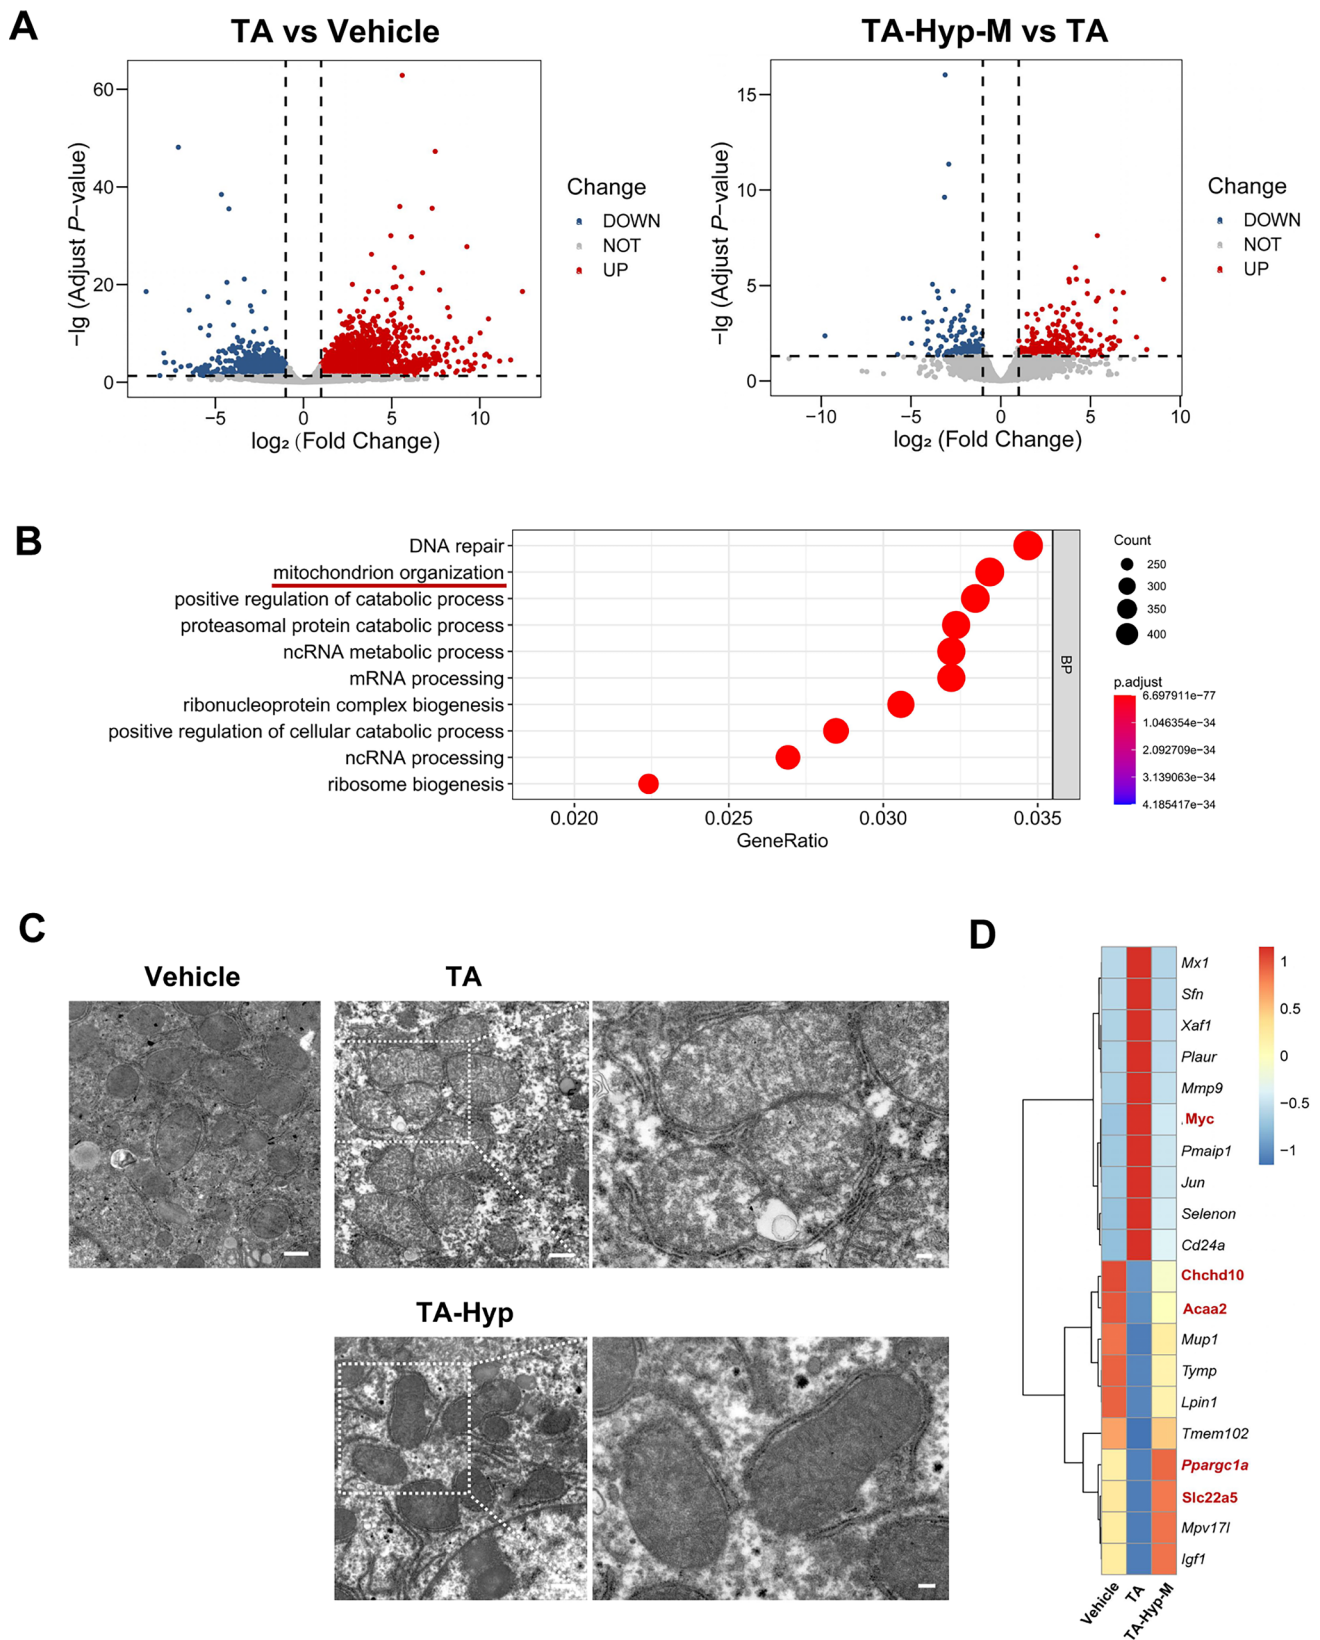 A
TA vs Vehicle
TA-Hyp-M vs TA
−lg (Adjust P−value)
60
40
20
0
−5
0
5
10
log₂ (Fold Change)
Change
DOWN
NOT
UP
−lg (Adjust P−value)
15
10
5
0
−10
−5
0
5
10
log₂ (Fold Change)
Change
DOWN
NOT
UP
B
DNA repair
mitochondrion organization
positive regulation of catabolic process
proteasomal protein catabolic process
ncRNA metabolic process
mRNA processing
ribonucleoprotein complex biogenesis
positive regulation of cellular catabolic process
ncRNA processing
ribosome biogenesis
0.020
0.025
0.030
0.035
GeneRatio
BP
Count
250
300
350
400
p.adjust
6.697911e−77
1.046354e−34
2.092709e−34
3.139063e−34
4.185417e−34
C
Vehicle
TA
TA-Hyp
D
Mx1
Sfn
Xaf1
Plaur
Mmp9
Myc
Pmaip1
Jun
Selenon
Cd24a
Chchd10
Acaa2
Mup1
Tymp
Lpin1
Tmem102
Ppargc1a
Slc22a5
Mpv17l
Igf1
Vehicle
TA
TA-Hyp-M
1
0.5
0
−0.5
−1